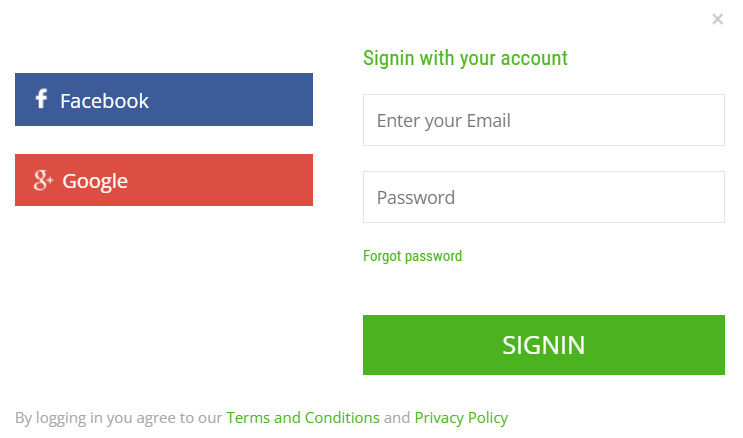 ×
Signin with your account
Facebook
Enter your Email
Google
Password
Forgot password
SIGNIN
By logging in you agree to our Terms and Conditions and Privacy Policy